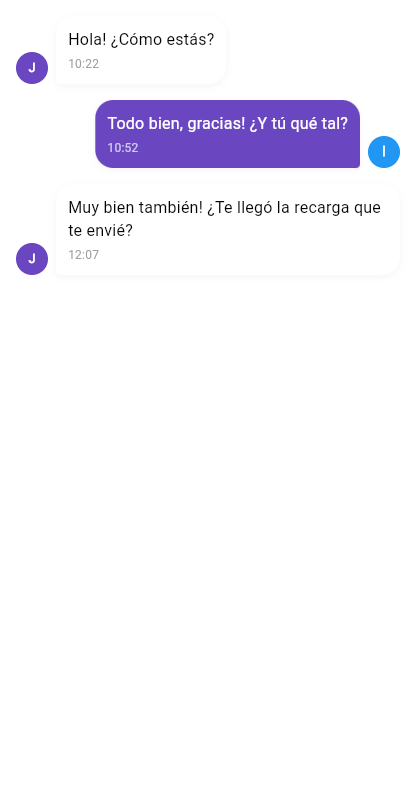 Hola! ¿Cómo estás?
10:22
J
Todo bien, gracias! ¿Y tú qué tal?
10:52
I
Muy bien también! ¿Te llegó la recarga que
te envié?
12:07
J